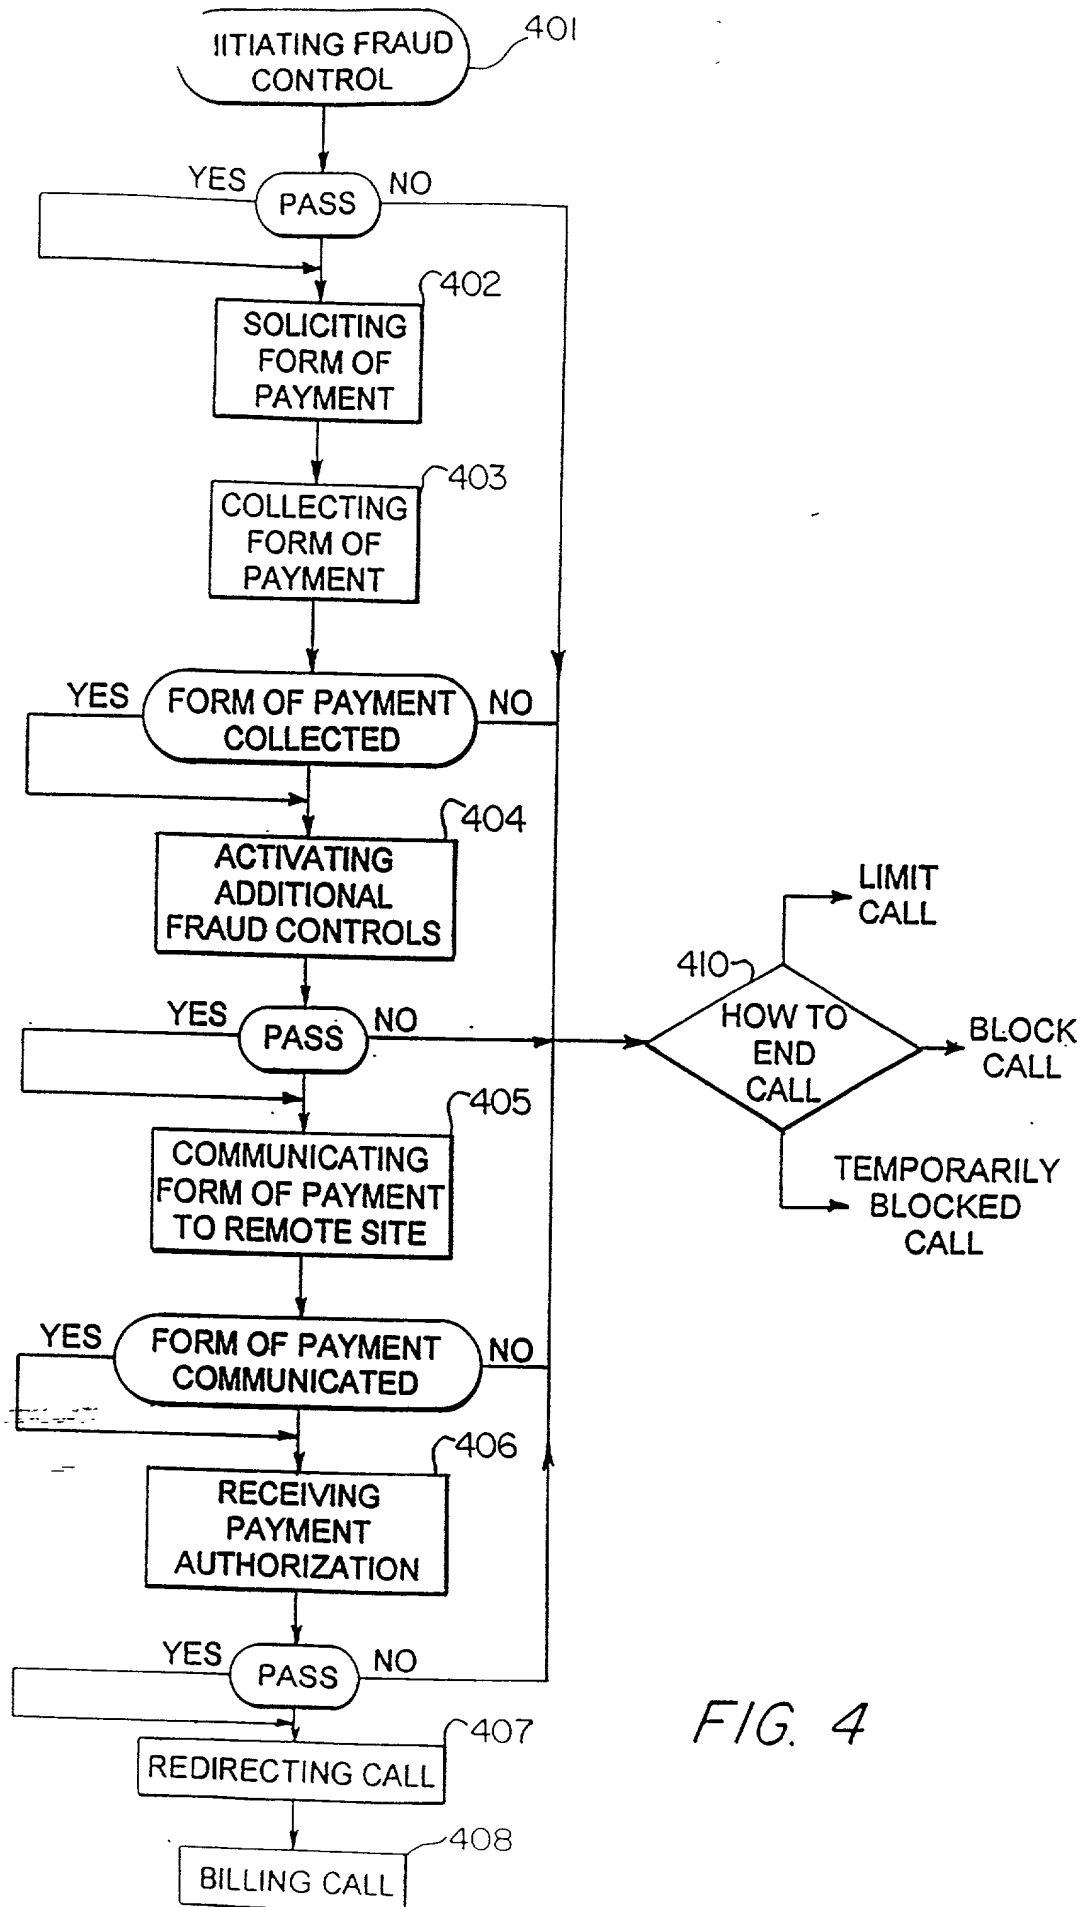 401
IITIATING FRAUD
CONTROL
YES
PASS
NO
402
SOLICITING
FORM OF
PAYMENT
403
COLLECTING
FORM OF
PAYMENT
YES
FORM OF PAYMENT
COLLECTED
NO
404
ACTIVATING
ADDITIONAL
FRAUD CONTROLS
YES
PASS
NO
410
HOW TO
END
CALL
LIMIT
CALL
BLOCK
CALL
TEMPORARILY
BLOCKED
CALL
405
COMMUNICATING
FORM OF PAYMENT
TO REMOTE SITE
YES
FORM OF PAYMENT
COMMUNICATED
NO
406
RECEIVING
PAYMENT
AUTHORIZATION
YES
PASS
NO
407
REDIRECTING CALL
408
BILLING CALL
FIG. 4